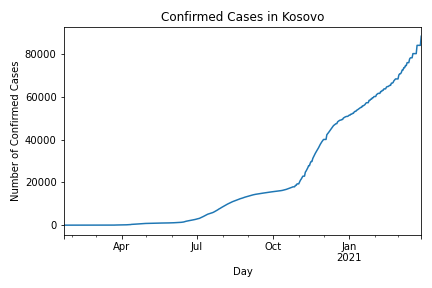 Confirmed Cases in Kosovo
Number of Confirmed Cases
80000
60000
40000
20000
0
Apr
Jul
Oct
Jan
2021
Day